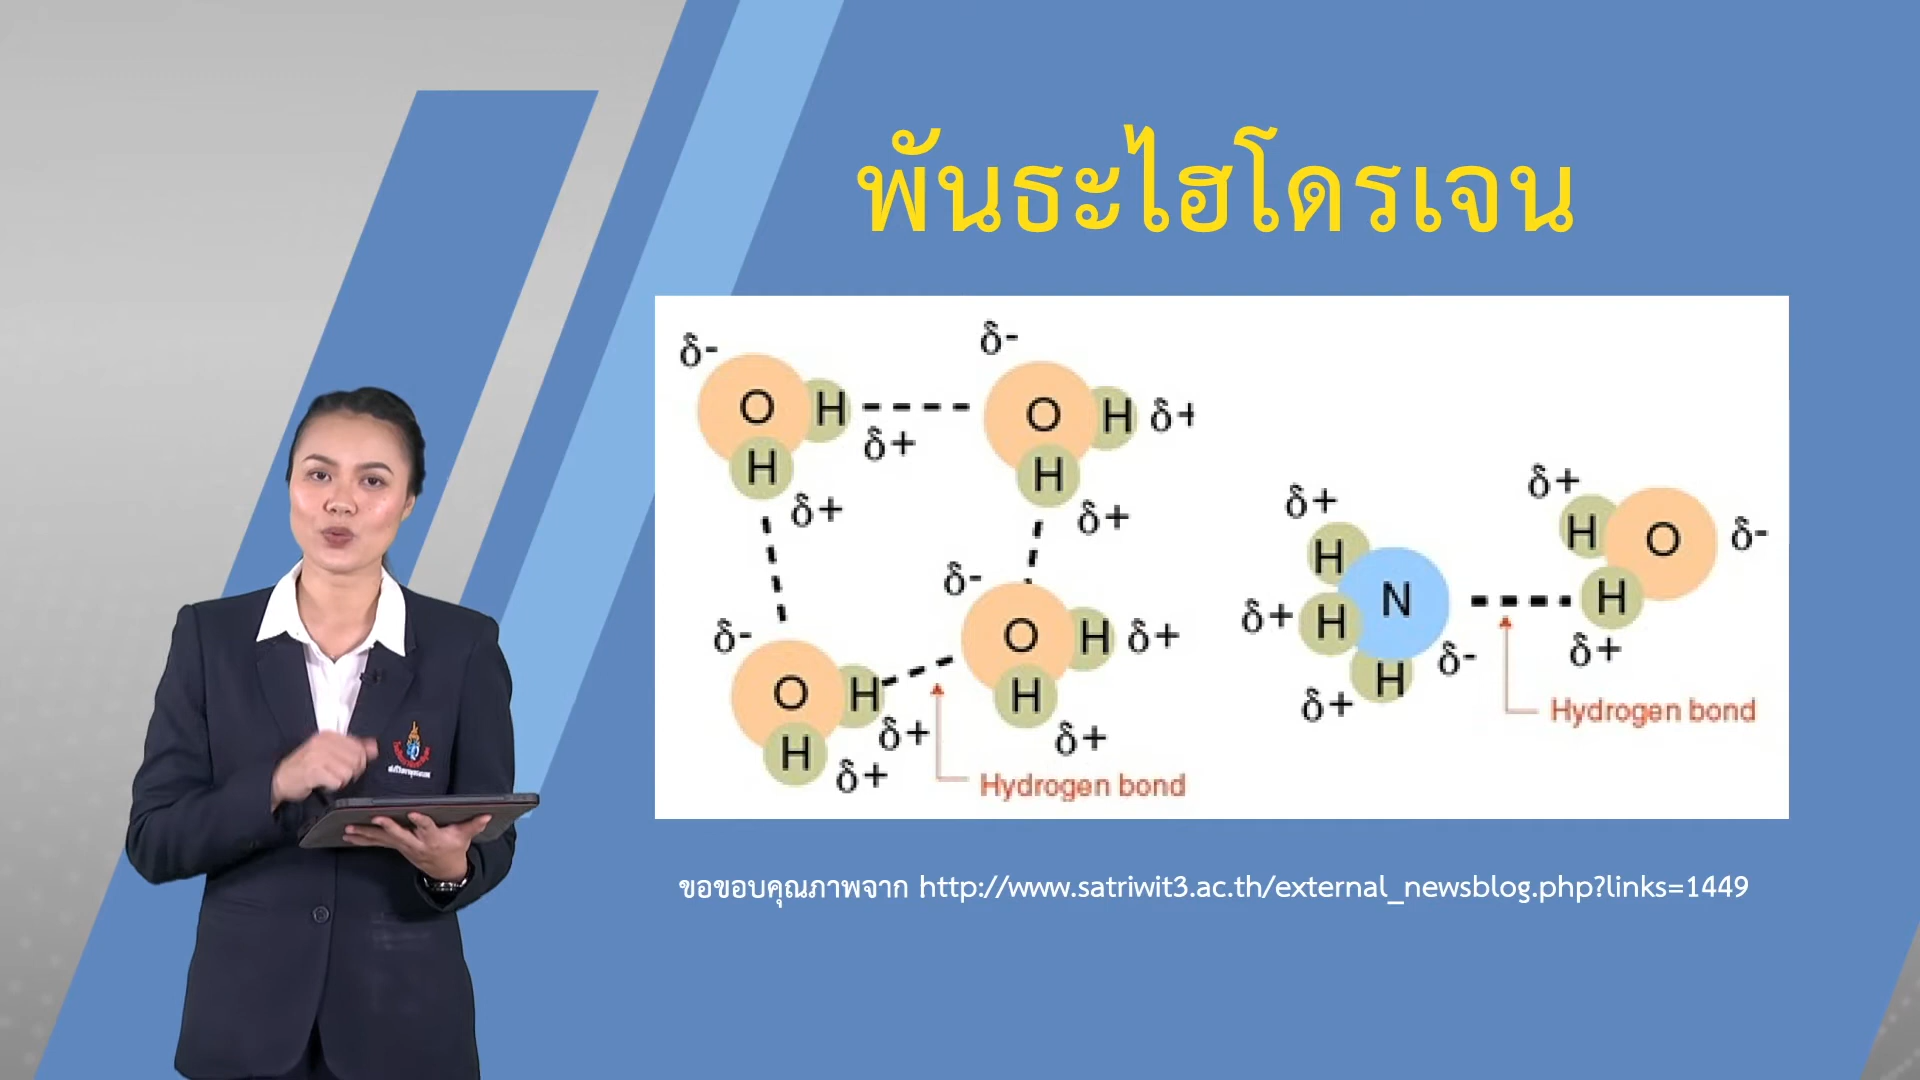 พันธะไฮโดรเจน
δ- δ-
O H δ+ O H δ+
H δ+ H δ+
δ- δ-
O H δ+ O H δ+
H δ+ H δ+
Hydrogen bond
δ+ H
δ+ H N δ-
δ+ H
δ+ H O δ-
H δ+
Hydrogen bond
ขอขอบคุณภาพจาก http://www.satriwit3.ac.th/external_newsblog.php?links=1449